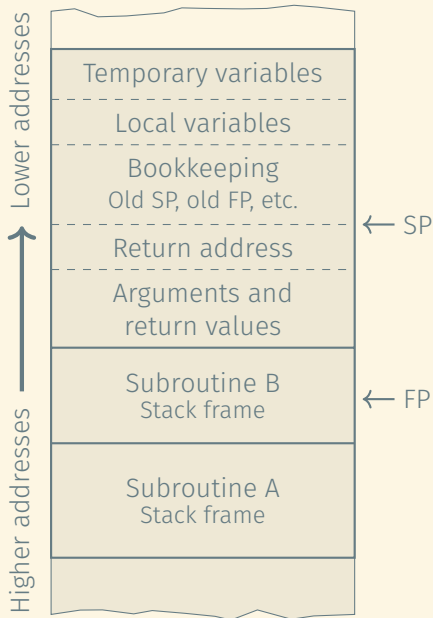 Temporary variables
Local variables
Bookkeeping
Old SP, old FP, etc.
Return address
Arguments and
return values
Subroutine B
Stack frame
Subroutine A
Stack frame
Lower addresses
Higher addresses
SP
FP